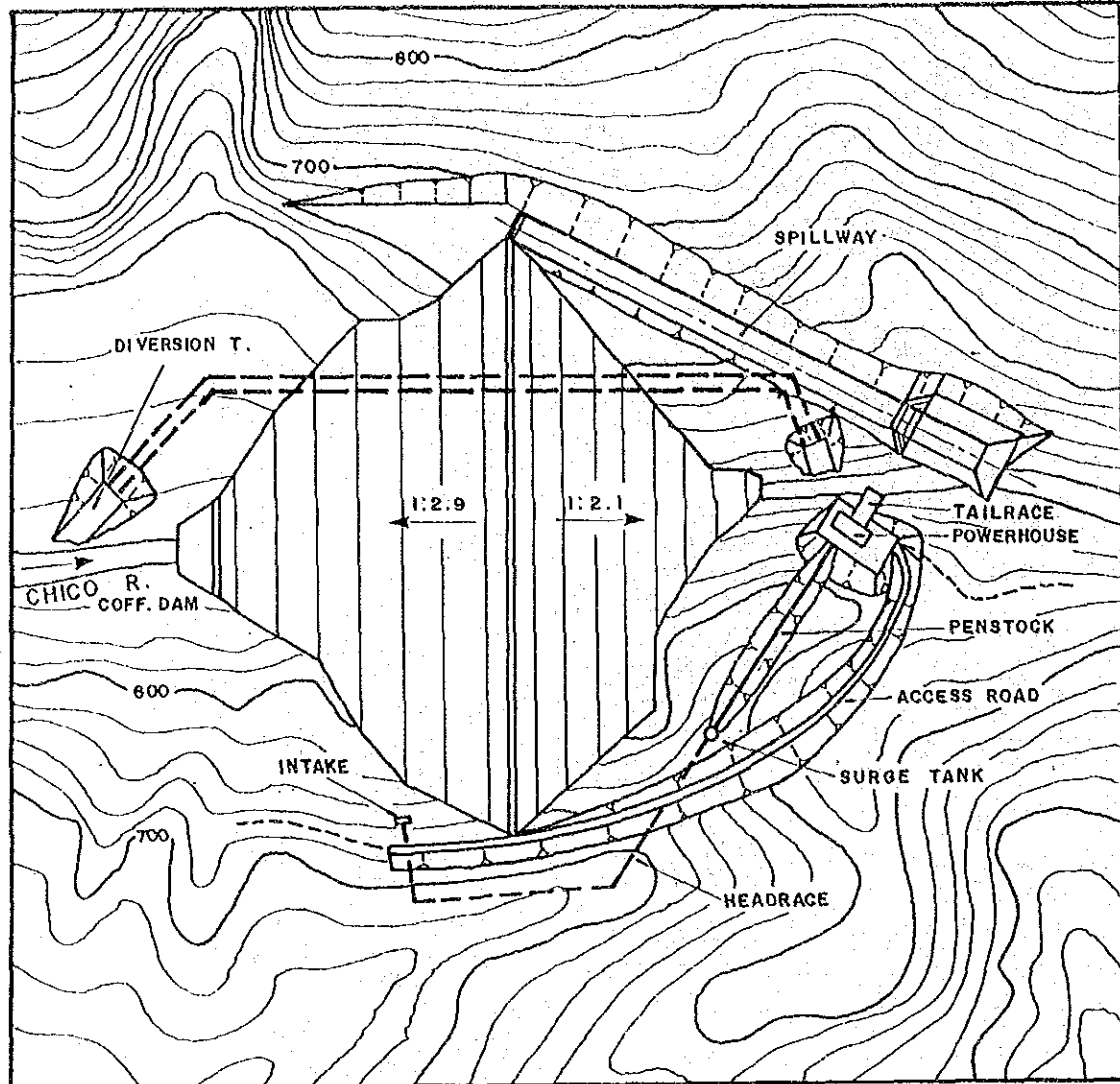 800
700
SPILLWAY
DIVERSION T.
1:2.9
1:2.1
TAILRACE
POWERHOUSE
CHICO R.
COFF. DAM
PENSTOCK
600
ACCESS ROAD
INTAKE
SURGE TANK
700
HEADRACE